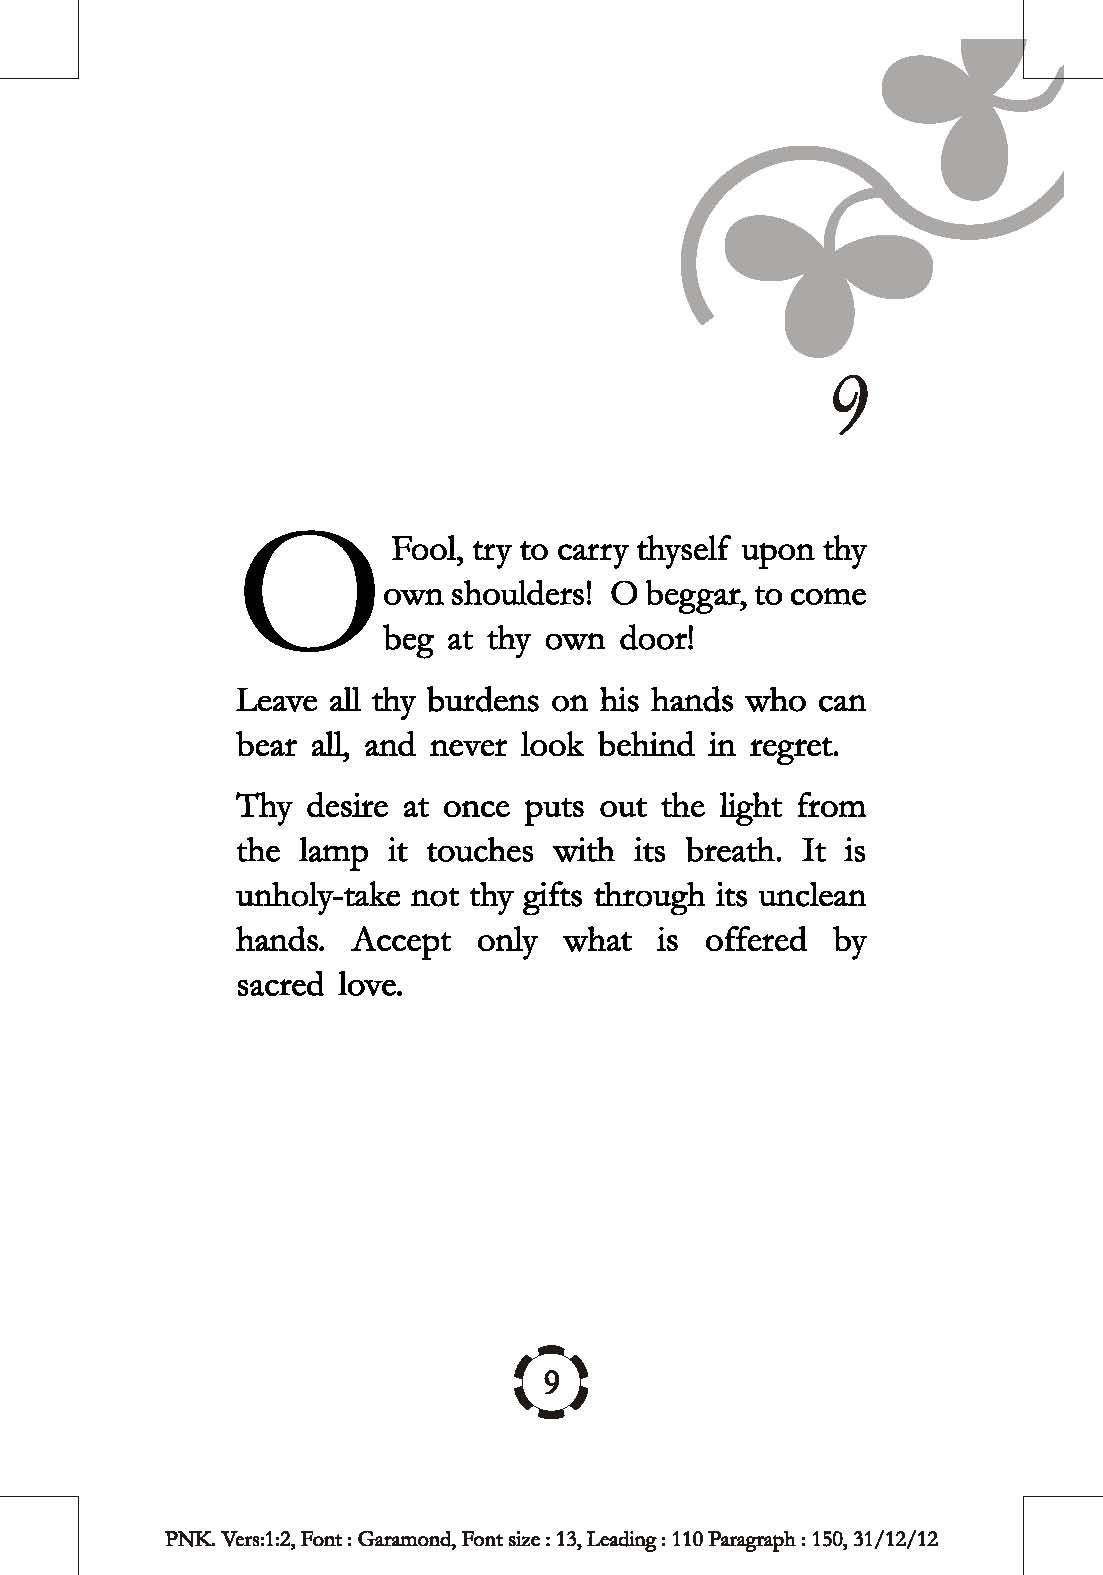 9
O Fool, try to carry thyself upon thy
own shoulders! O beggar, to come
beg at thy own door!
Leave all thy burdens on his hands who can
bear all, and never look behind in regret.
Thy desire at once puts out the light from
the lamp it touches with its breath. It is
unholy-take not thy gifts through its unclean
hands. Accept only what is offered by
sacred love.
9
PNK. Vers:1:2, Font : Garamond, Font size : 13, Leading : 110 Paragraph : 150, 31/12/12